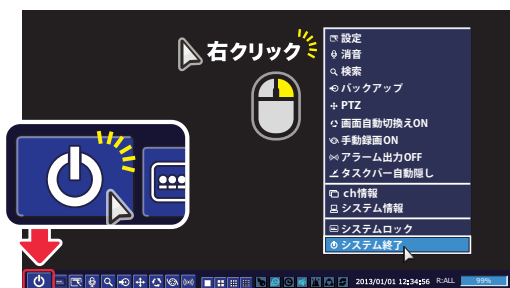 右クリック
設定
消音
検索
バックアップ
PTZ
画面自動切換えON
手動録画ON
アラーム出力OFF
タスクバー自動隠し
ch情報
システム情報
システムロック
システム終了
2013/01/01 12:34:56 R:ALL 99%